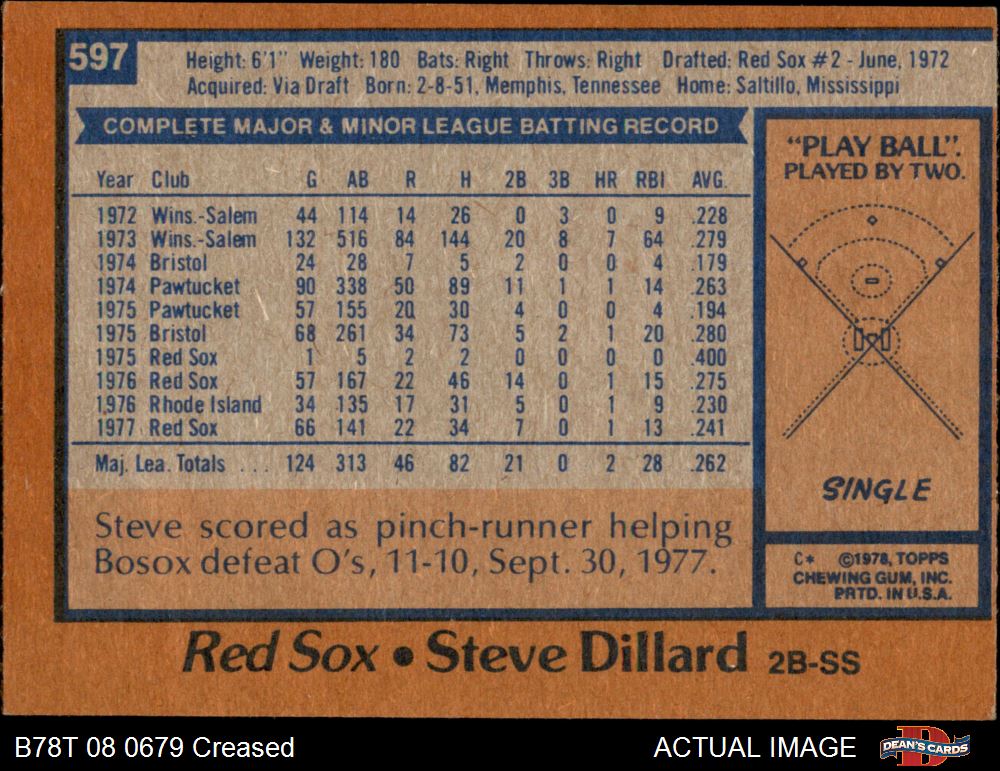 597
Height: 6'1" Weight: 180 Bats: Right Throws: Right Drafted: Red Sox #2 - June, 1972
Acquired: Via Draft Born: 2-8-51, Memphis, Tennessee Home: Saltillo, Mississippi
COMPLETE MAJOR & MINOR LEAGUE BATTING RECORD
Year Club G AB R H 2B 3B HR RBI AVG.
1972 Wins.-Salem 44 114 14 26 0 3 0 9 .228
1973 Wins.-Salem 132 516 84 144 20 8 7 64 .279
1974 Bristol 24 28 7 5 2 0 0 4 .179
1974 Pawtucket 90 338 50 89 11 1 1 14 .263
1975 Pawtucket 57 155 20 30 4 0 0 4 .194
1975 Bristol 68 261 34 73 5 2 1 20 .280
1975 Red Sox 1 5 2 2 0 0 0 0 .400
1976 Red Sox 57 167 22 46 14 0 1 15 .275
1976 Rhode Island 34 135 17 31 5 0 1 9 .230
1977 Red Sox 66 141 22 34 7 0 1 13 .241
Maj. Lea. Totals . . . 124 313 46 82 21 0 2 28 .262
Steve scored as pinch-runner helping
Bosox defeat O's, 11-10, Sept. 30, 1977.
"PLAY BALL".
PLAYED BY TWO.
SINGLE
C* ©1978, TOPPS
CHEWING GUM, INC.
PRTD. IN U.S.A.
Red Sox • Steve Dillard 2B-SS
B78T 08 0679 Creased
ACTUAL IMAGE
DEAN'S CARDS